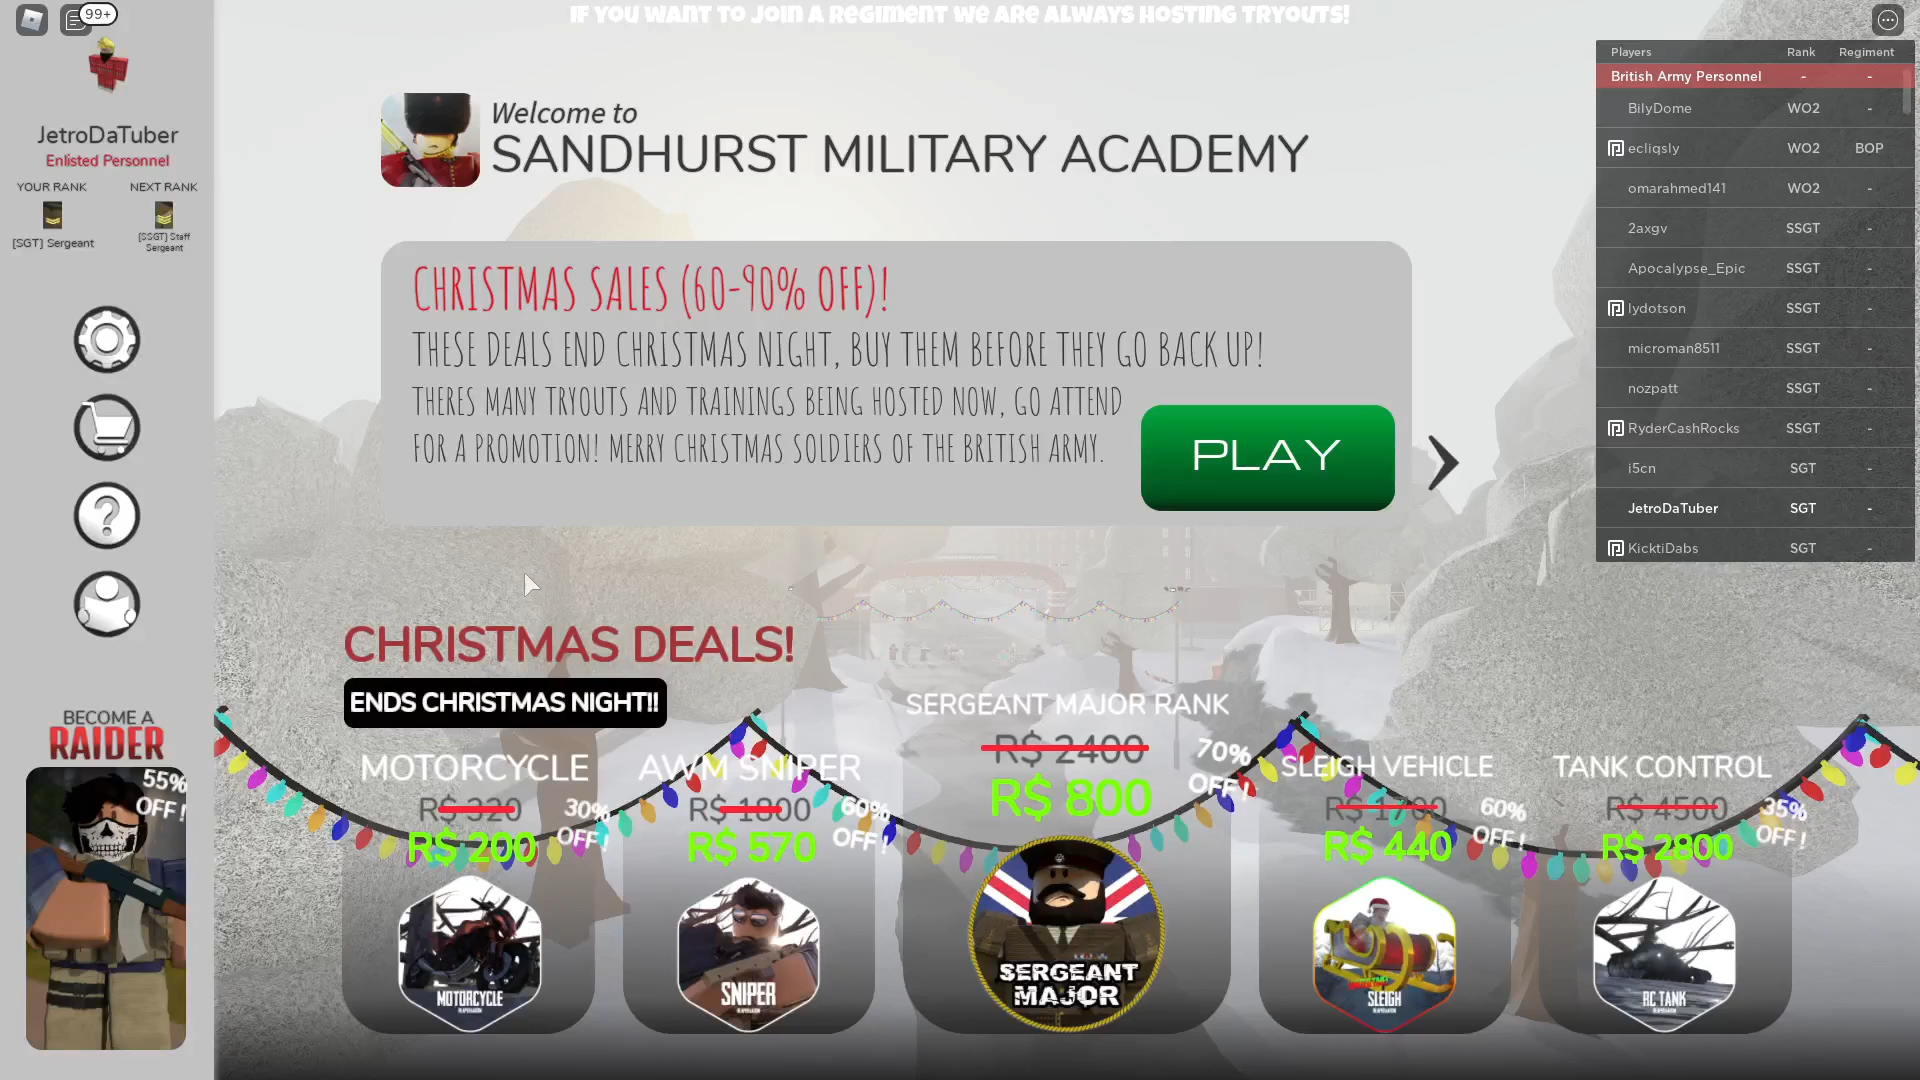 99+
IF YOU WANT TO JOIN A REGIMENT WE ARE ALWAYS HOSTING TRYOUTS!
JetroDaTuber
Enlisted Personnel
YOUR RANK
NEXT RANK
[SGT] Sergeant
[SSGT] Staff
Sergeant
BECOME A
RAIDER
55%
OFF!
Welcome to
SANDHURST MILITARY ACADEMY
CHRISTMAS SALES (60-90% OFF)!
THESE DEALS END CHRISTMAS NIGHT, BUY THEM BEFORE THEY GO BACK UP!
THERES MANY TRYOUTS AND TRAININGS BEING HOSTED NOW, GO ATTEND
FOR A PROMOTION! MERRY CHRISTMAS SOLDIERS OF THE BRITISH ARMY.
PLAY
Players Rank Regiment
British Army Personnel - -
BilyDome WO2 -
ecliqsly WO2 BOP
omarahmed141 WO2 -
2axgv SSGT -
Apocalypse_Epic SSGT -
lydotson SSGT -
microman8511 SSGT -
nozpatt SSGT -
RyderCashRocks SSGT -
i5cn SGT -
JetroDaTuber SGT -
KicktiDabs SGT -
CHRISTMAS DEALS!
ENDS CHRISTMAS NIGHT!!
MOTORCYCLE
R$ 320
R$ 200
30%
OFF!
MOTORCYCLE
AWM SNIPER
R$ 1800
R$ 570
60%
OFF!
SNIPER
SERGEANT MAJOR RANK
R$ 2400
R$ 800
70%
OFF!
SERGEANT
MAJOR
SLEIGH VEHICLE
R$
R$ 440
60%
OFF!
SLEIGH
TANK CONTROL
R$ 4500
R$ 2800
35%
OFF!
RC TANK